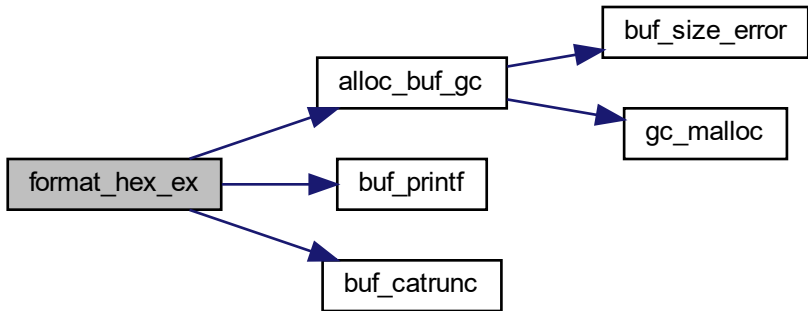 format_hex_ex
alloc_buf_gc
buf_printf
buf_catrunc
buf_size_error
gc_malloc